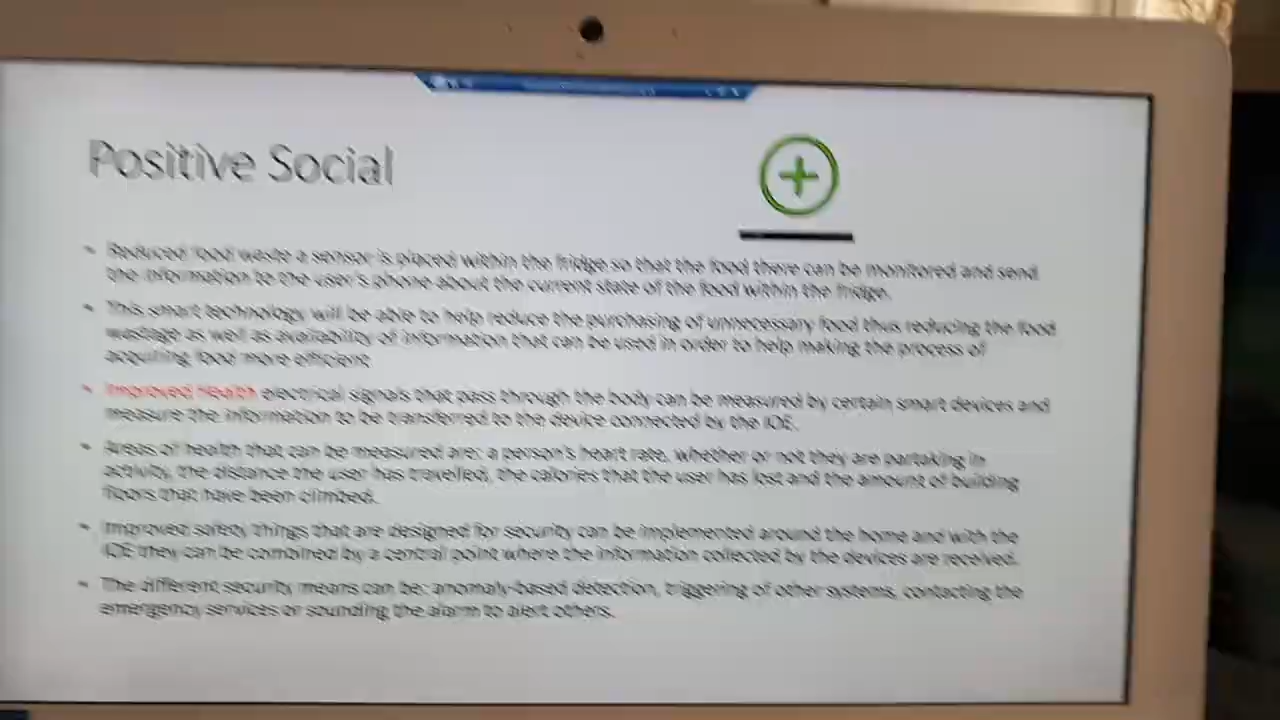 Positive Social
Reduced food waste a sensor is placed within the fridge so that the food there can be monitored and send
the information to the user's phone about the current state of the food within the fridge.
This smart technology will be able to help reduce the purchasing of unnecessary food thus reducing the food
wastage as well as availability of information that can be used in order to help making the process of
acquiring food more efficient
Improved Health electrical signals that pass through the body can be measured by certain smart devices and
measure the information to be transferred to the device connected by the IOE.
Areas of health that can be measured are: a person's heart rate, whether or not they are partaking in
activity, the distance the user has travelled, the calories that the user has lost and the amount of building
floors that have been climbed.
Improved safety things that are designed for security can be implemented around the home and with the
IOE they can be combined by a central point where the information collected by the devices are received.
The different security means can be: anomaly-based detection, triggering of other systems, contacting the
emergency services or sounding the alarm to alert others.